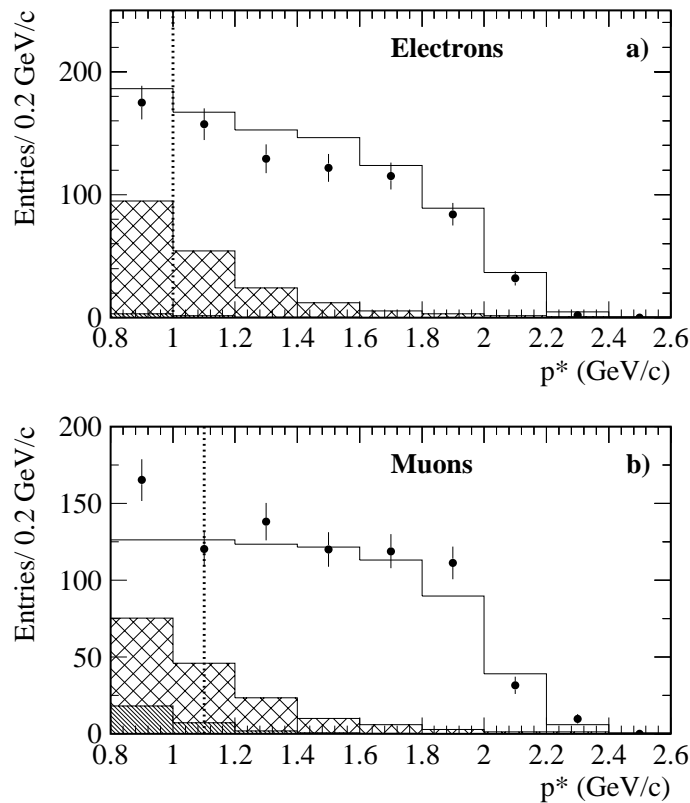 Electrons a)
Entries/ 0.2 GeV/c
200
100
0
0.8 1 1.2 1.4 1.6 1.8 2 2.2 2.4 2.6
p* (GeV/c)
Muons b)
Entries/ 0.2 GeV/c
200
150
100
50
0
0.8 1 1.2 1.4 1.6 1.8 2 2.2 2.4 2.6
p* (GeV/c)